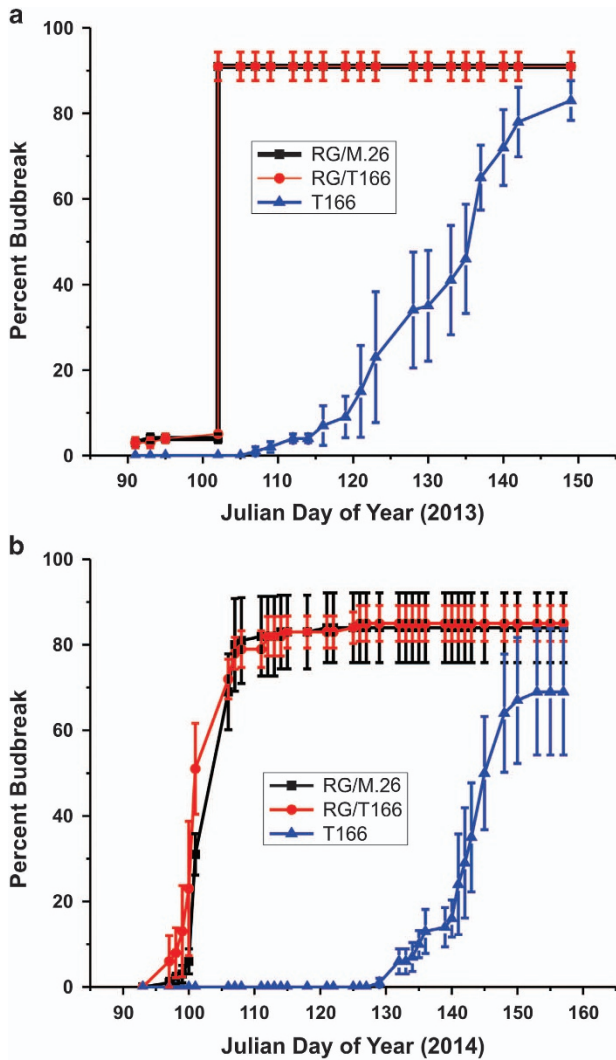 a
100
80
60
40
20
0
Percent Budbreak
RG/M.26
RG/T166
T166
90 100 110 120 130 140 150
Julian Day of Year (2013)
b
100
80
60
40
20
0
Percent Budbreak
RG/M.26
RG/T166
T166
90 100 110 120 130 140 150 160
Julian Day of Year (2014)